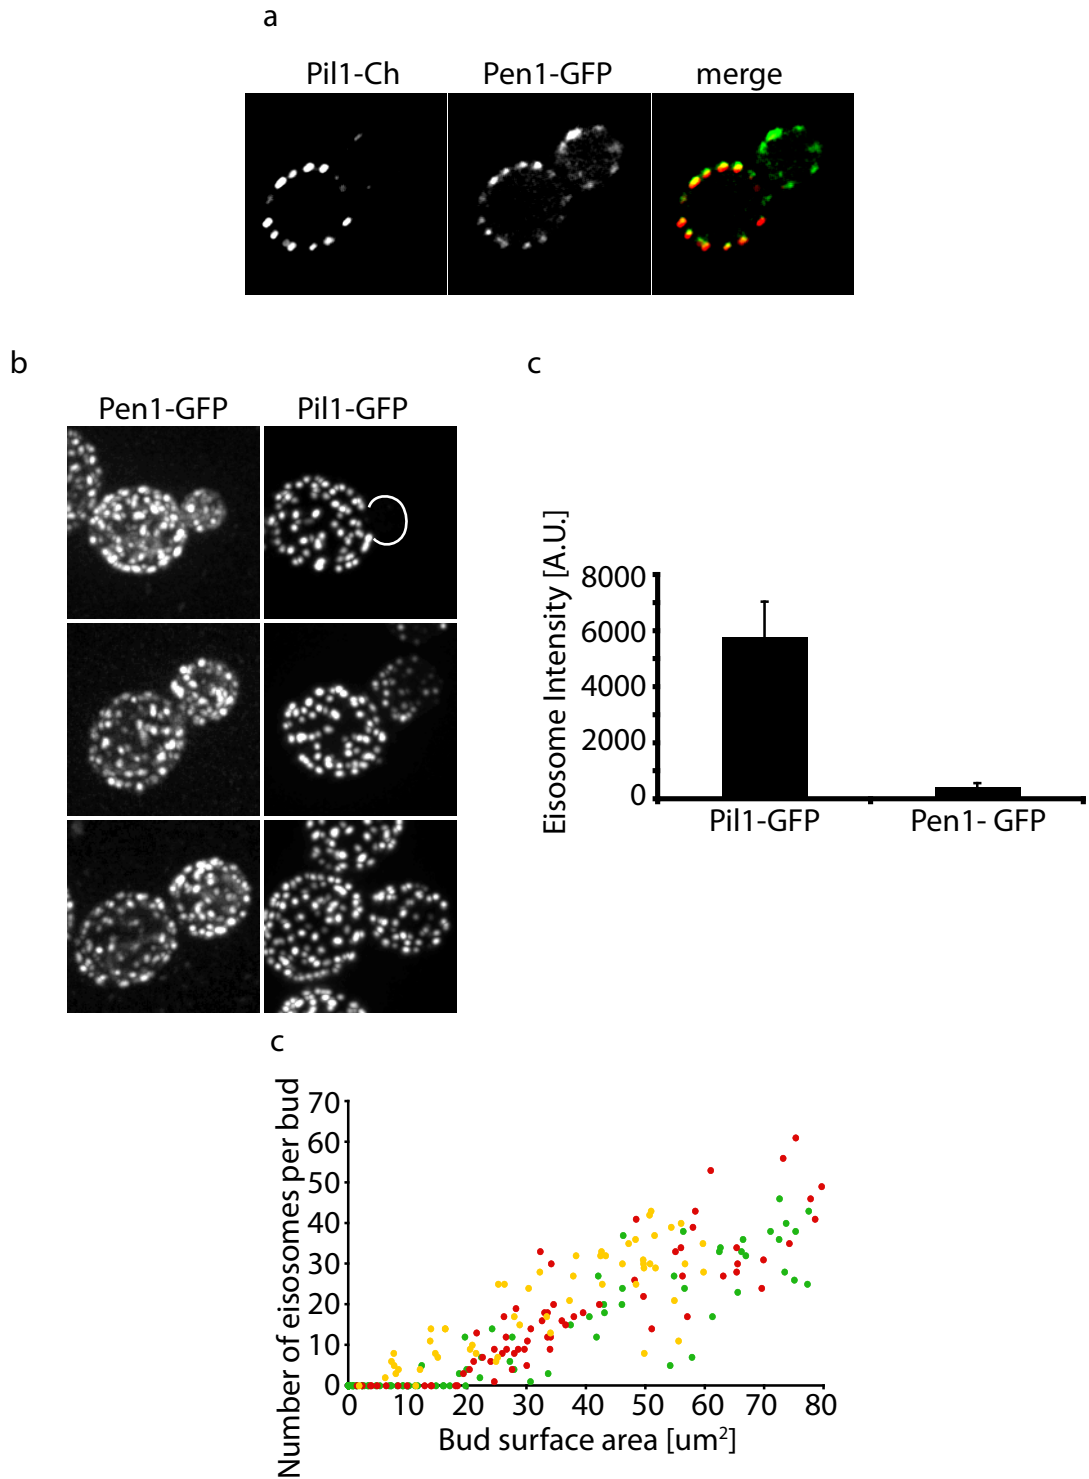 a
Pil1-Ch Pen1-GFP merge
b
Pen1-GFP Pil1-GFP
c
Eisosome Intensity [A.U.]
8000
6000
4000
2000
0
Pil1-GFP Pen1- GFP
c
Number of eisosomes per bud
70
60
50
40
30
20
10
0
0 10 20 30 40 50 60 70 80
Bud surface area [um²]